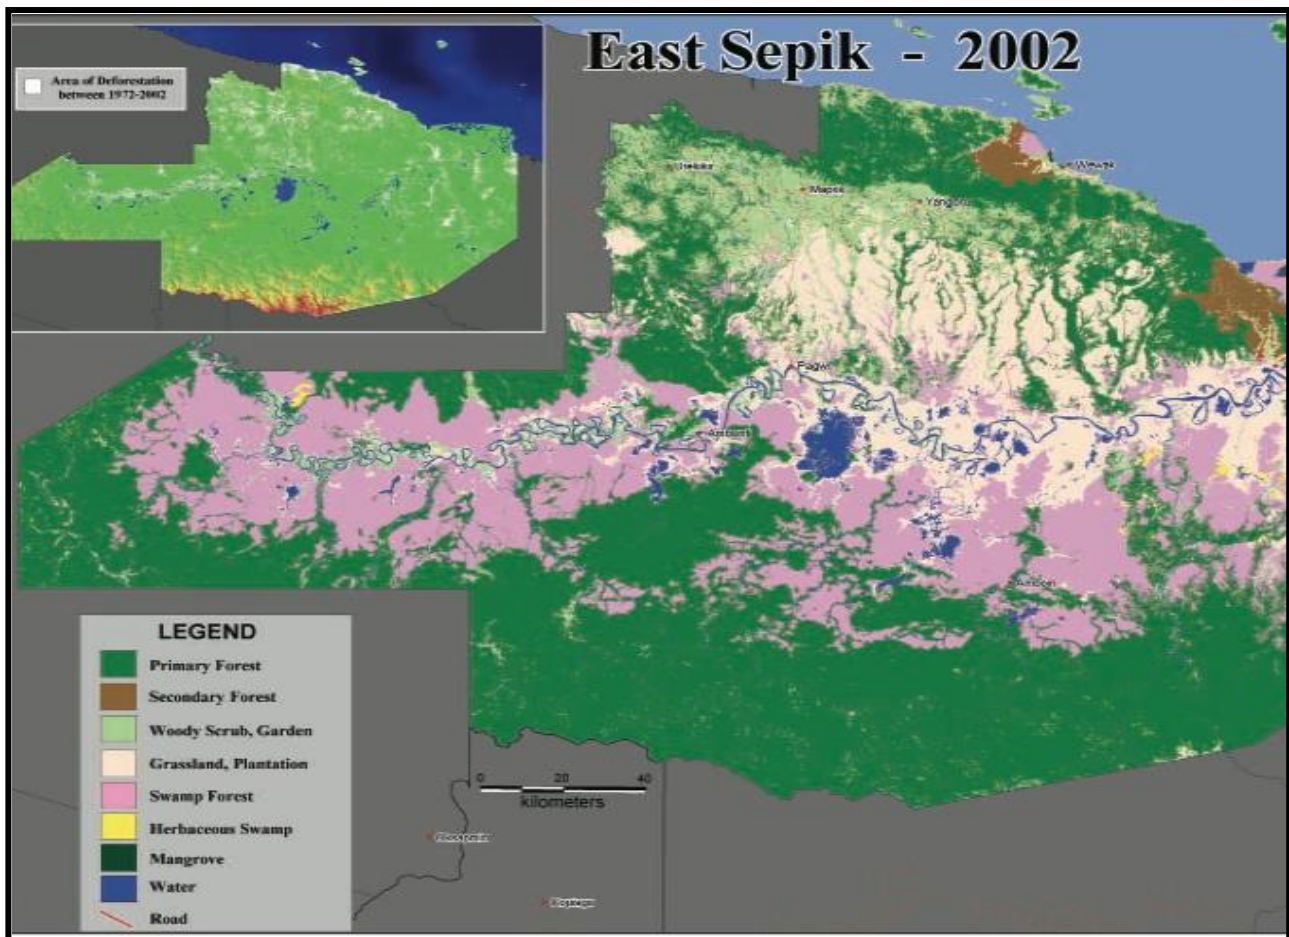 East Sepik - 2002
Area of Deforestation
between 1972-2002
Wewak
Maprik
Yangoru
Pagwi
Ambunti
Amboin
LEGEND
Primary Forest
Secondary Forest
Woody Scrub, Garden
Grassland, Plantation
Swamp Forest
Herbaceous Swamp
Mangrove
Water
Road
0 20 40
kilometers